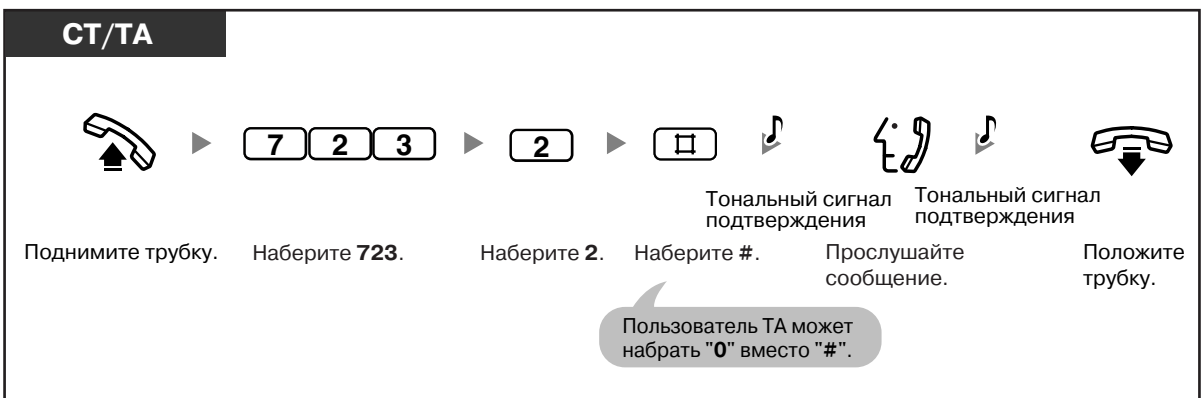 СТ/ТА
7 2 3
2
Тональный сигнал
подтверждения
Тональный сигнал
подтверждения
Поднимите трубку.
Наберите 723.
Наберите 2.
Наберите #.
Прослушайте
сообщение.
Положите
трубку.
Пользователь ТА может
набрать "0" вместо "#".